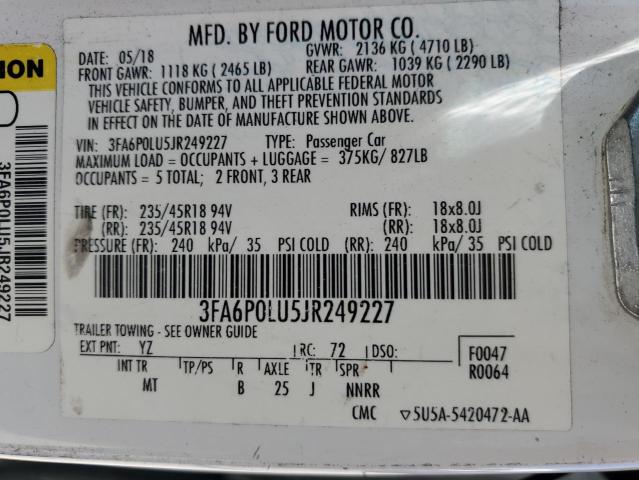 MFD. BY FORD MOTOR CO.
DATE: 05/18 GVWR: 2136 KG ( 4710 LB)
FRONT GAWR: 1118 KG ( 2465 LB) REAR GAWR: 1039 KG ( 2290 LB)
THIS VEHICLE CONFORMS TO ALL APPLICABLE FEDERAL MOTOR
VEHICLE SAFETY, BUMPER, AND THEFT PREVENTION STANDARDS
IN EFFECT ON THE DATE OF MANUFACTURE SHOWN ABOVE.
VIN: 3FA6P0LU5JR249227 TYPE: Passenger Car
MAXIMUM LOAD = OCCUPANTS + LUGGAGE = 375KG/ 827LB
OCCUPANTS = 5 TOTAL; 2 FRONT, 3 REAR
TIRE (FR): 235/45R18 94V RIMS (FR): 18x8.0J
(RR): 235/45R18 94V (RR): 18x8.0J
PRESSURE (FR): 240 kPa/ 35 PSI COLD (RR): 240 kPa/ 35 PSI COLD
3FA6P0LU5JR249227
TRAILER TOWING - SEE OWNER GUIDE
EXT PNT: YZ RC: 72 DSO: F0047
INT TR TP/PS R AXLE TR SPR R0064
MT B 25 J NNRR
CMC ▽5U5A-5420472-AA
TION
3FA6P0LU5JR249227